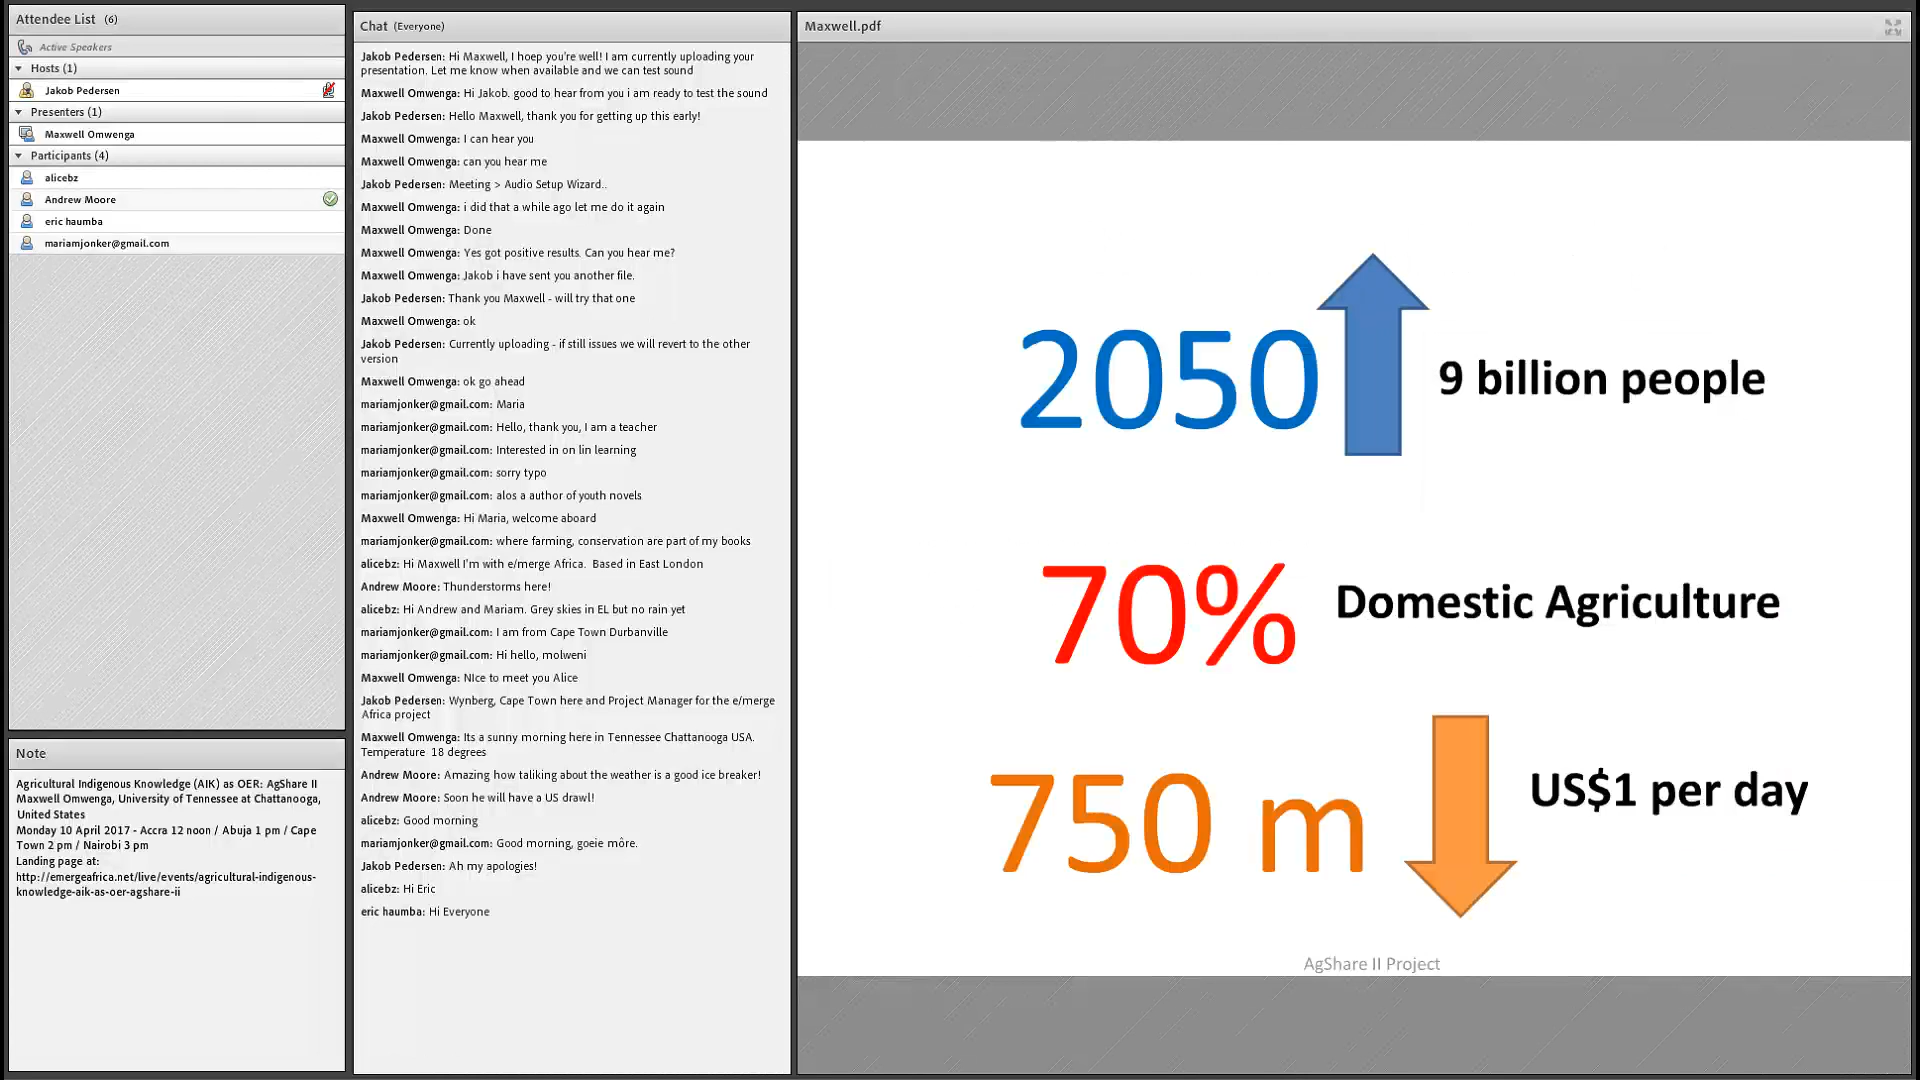 Attendee List (6)
Active Speakers
Hosts (1)
Jakob Pedersen
Presenters (1)
Maxwell Omwenga
Participants (4)
alicebz
Andrew Moore
eric haumba
mariamjonker@gmail.com
Note
Agricultural Indigenous Knowledge (AIK) as OER: AgShare II
Maxwell Omwenga, University of Tennessee at Chattanooga,
United States
Monday 10 April 2017 - Accra 12 noon / Abuja 1 pm / Cape
Town 2 pm / Nairobi 3 pm
Landing page at:
http://emergeafrica.net/live/events/agricultural-indigenous-
knowledge-aik-as-oer-agshare-ii
Chat (Everyone)
Jakob Pedersen: Hi Maxwell, I hoep you're well! I am currently uploading your
presentation. Let me know when available and we can test sound
Maxwell Omwenga: Hi Jakob. good to hear from you i am ready to test the sound
Jakob Pedersen: Hello Maxwell, thank you for getting up this early!
Maxwell Omwenga: I can hear you
Maxwell Omwenga: can you hear me
Jakob Pedersen: Meeting > Audio Setup Wizard..
Maxwell Omwenga: i did that a while ago let me do it again
Maxwell Omwenga: Done
Maxwell Omwenga: Yes got positive results. Can you hear me?
Maxwell Omwenga: Jakob i have sent you another file.
Jakob Pedersen: Thank you Maxwell - will try that one
Maxwell Omwenga: ok
Jakob Pedersen: Currently uploading - if still issues we will revert to the other
version
Maxwell Omwenga: ok go ahead
mariamjonker@gmail.com: Maria
mariamjonker@gmail.com: Hello, thank you, I am a teacher
mariamjonker@gmail.com: Interested in on lin learning
mariamjonker@gmail.com: sorry typo
mariamjonker@gmail.com: alos a author of youth novels
Maxwell Omwenga: Hi Maria, welcome aboard
mariamjonker@gmail.com: where farming, conservation are part of my books
alicebz: Hi Maxwell I'm with e/merge Africa. Based in East London
Andrew Moore: Thunderstorms here!
alicebz: Hi Andrew and Mariam. Grey skies in EL but no rain yet
mariamjonker@gmail.com: I am from Cape Town Durbanville
mariamjonker@gmail.com: Hi hello, molweni
Maxwell Omwenga: NIce to meet you Alice
Jakob Pedersen: Wynberg, Cape Town here and Project Manager for the e/merge
Africa project
Maxwell Omwenga: Its a sunny morning here in Tennessee Chattanooga USA.
Temperature 18 degrees
Andrew Moore: Amazing how taliking about the weather is a good ice breaker!
Andrew Moore: Soon he will have a US drawl!
alicebz: Good morning
mariamjonker@gmail.com: Good morning, goeie môre.
Jakob Pedersen: Ah my apologies!
alicebz: Hi Eric
eric haumba: Hi Everyone
Maxwell.pdf
2050 9 billion people
70% Domestic Agriculture
750 m US$1 per day
AgShare II Project